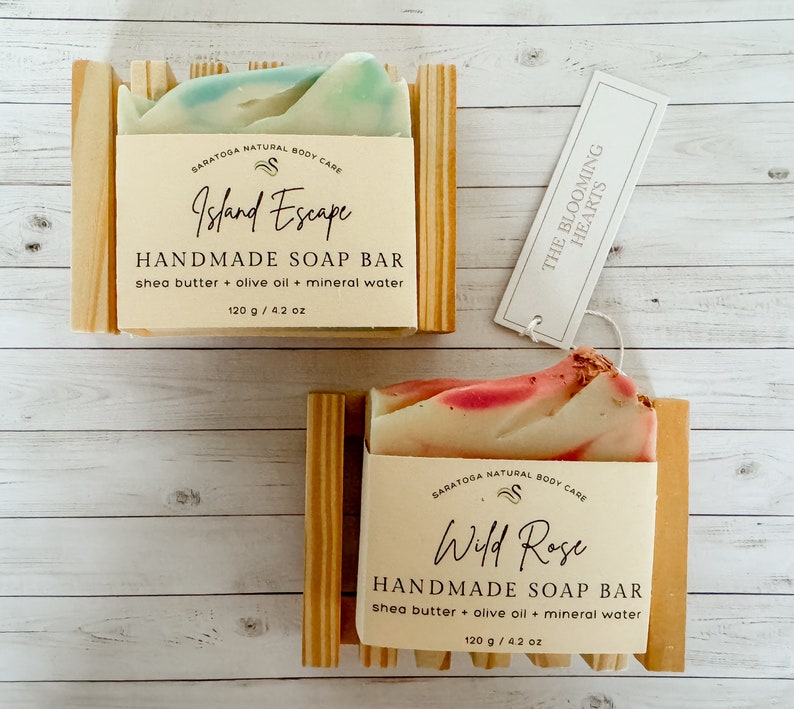 SARATOGA NATURAL BODY CARE
Island Escape
HANDMADE SOAP BAR
shea butter + olive oil + mineral water
120 g / 4.2 oz
THE BLOOMING
HEARTS
SARATOGA NATURAL BODY CARE
Wild Rose
HANDMADE SOAP BAR
shea butter + olive oil + mineral water
120 g / 4.2 oz